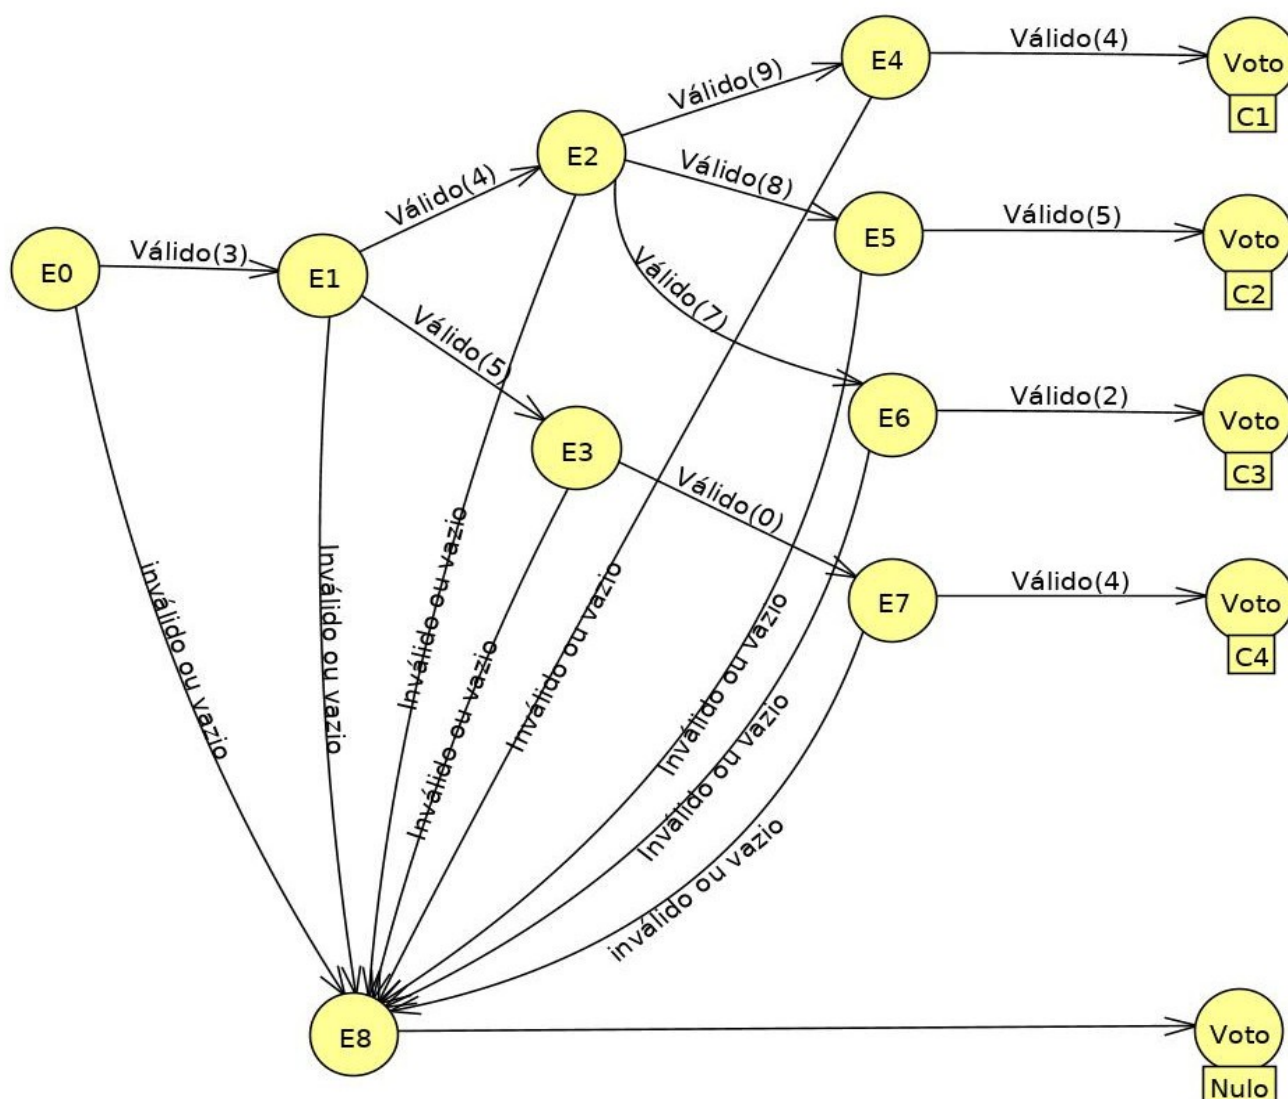 E4
Válido(4)
Voto
C1
Válido(9)
E2
Válido(4)
Válido(8)
E5
Válido(5)
Voto
C2
E0
Válido(3)
E1
Válido(7)
Válido(5)
E6
Válido(2)
Voto
C3
E3
Válido(0)
E7
Válido(4)
Voto
C4
inválido ou vazio
Inválido ou vazio
Inválido ou vazio
Inválido ou vazio
Inválido ou vazio
Inválido ou vazio
Inválido ou vazio
inválido ou vazio
E8
Voto
Nulo